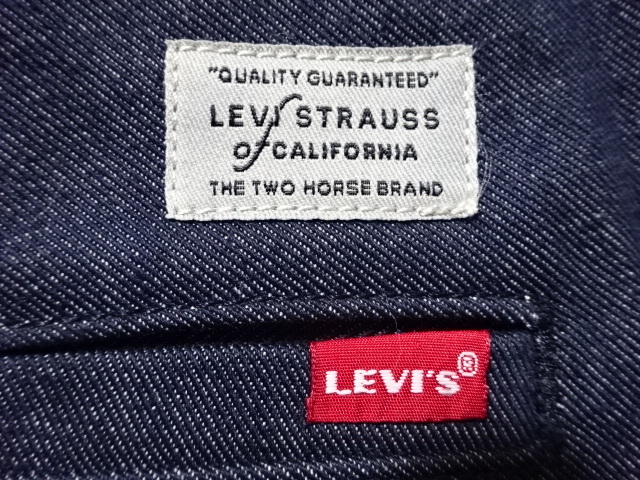 "QUALITY GUARANTEED"
LEVI STRAUSS
of CALIFORNIA
THE TWO HORSE BRAND
LEVI'S®